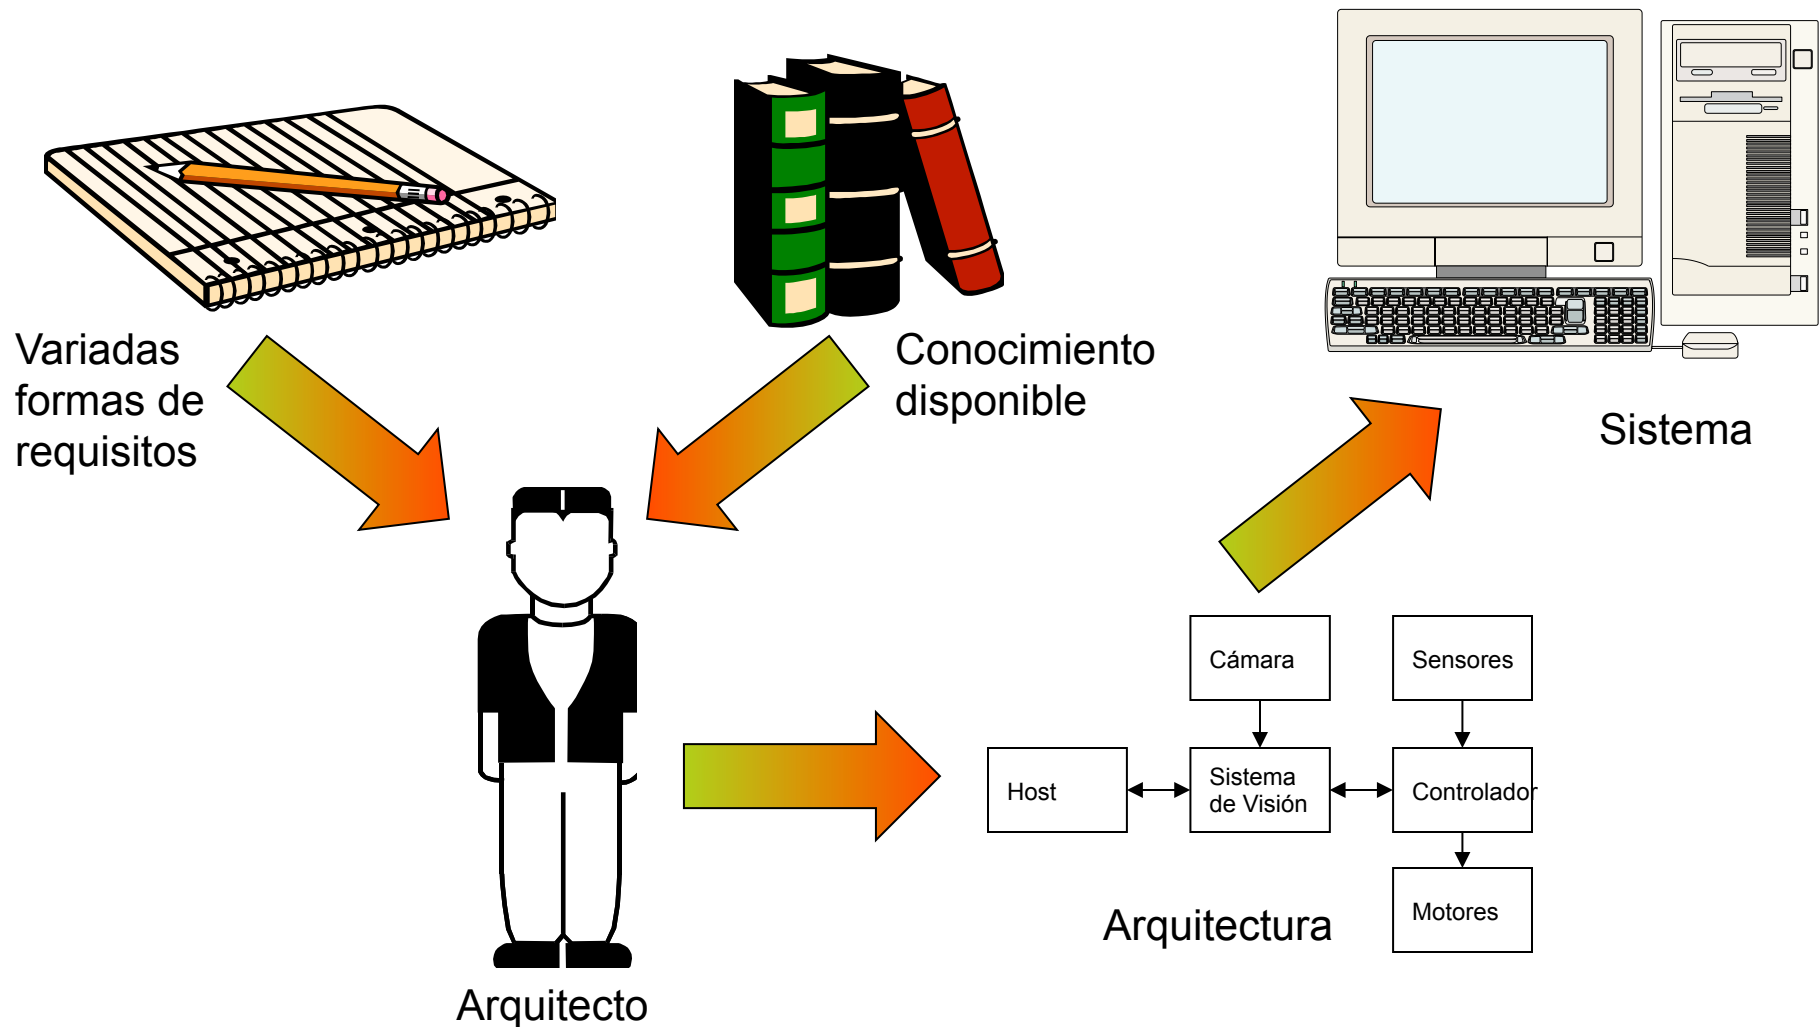 Variadas
formas de
requisitos
Conocimiento
disponible
Sistema
Cámara
Sensores
Host
Sistema
de Visión
Controlador
Motores
Arquitectura
Arquitecto